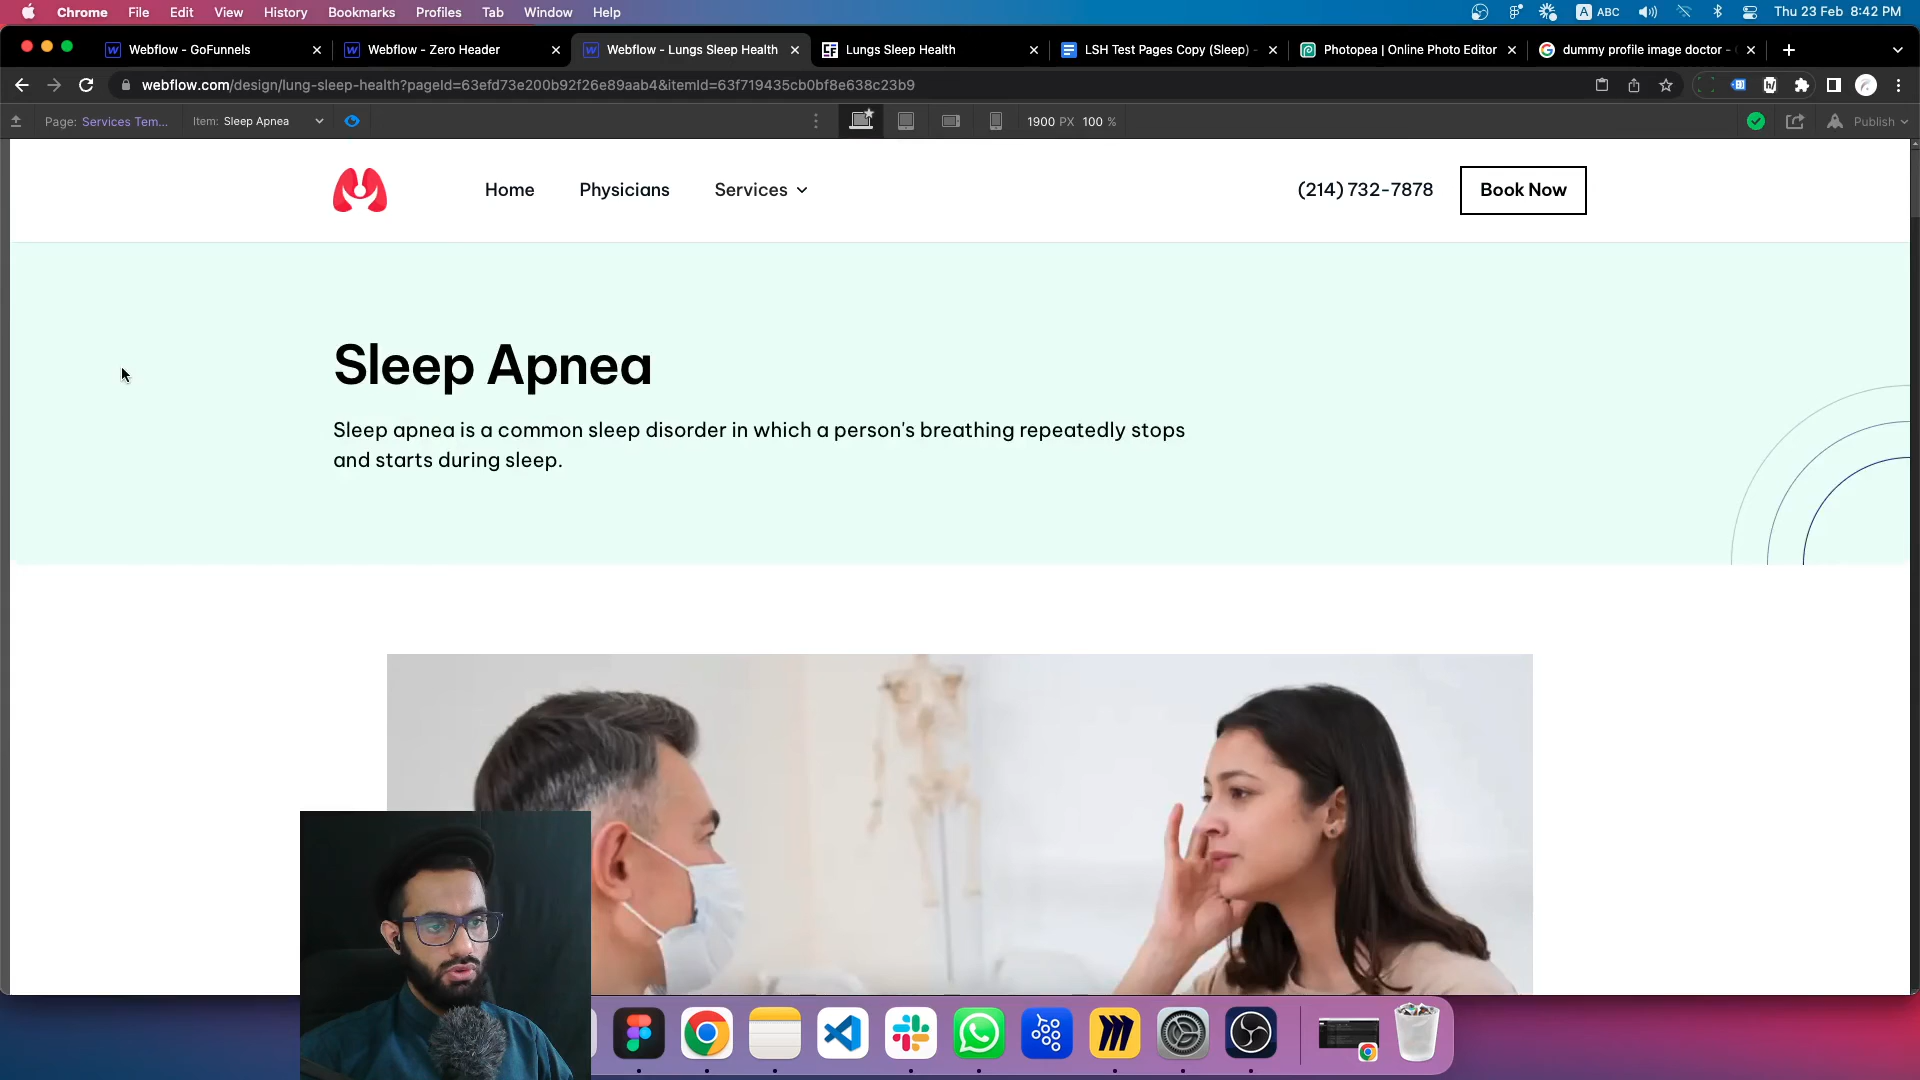 Chrome File Edit View History Bookmarks Profiles Tab Window Help
A ABC Thu 23 Feb 8:42 PM
Webflow - GoFunnels
Webflow - Zero Header
Webflow - Lungs Sleep Health
Lungs Sleep Health
LSH Test Pages Copy (Sleep) -
Photopea | Online Photo Editor
dummy profile image doctor -
webflow.com/design/lung-sleep-health?pageId=63efd73e200b92f26e89aab4&itemId=63f719435cb0bf8e638c23b9
Page: Services Tem... Item: Sleep Apnea 1900 PX 100 % Publish
Home Physicians Services (214) 732-7878 Book Now
Sleep Apnea
Sleep apnea is a common sleep disorder in which a person's breathing repeatedly stops
and starts during sleep.